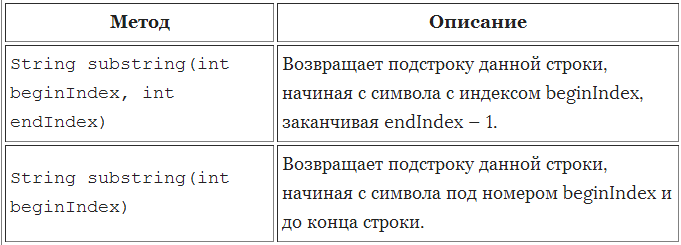 Метод
Описание
String substring(int
beginIndex, int
endIndex)
Возвращает подстроку данной строки,
начиная с символа с индексом beginIndex,
заканчивая endIndex – 1.
String substring(int
beginIndex)
Возвращает подстроку данной строки,
начиная с символа под номером beginIndex и
до конца строки.